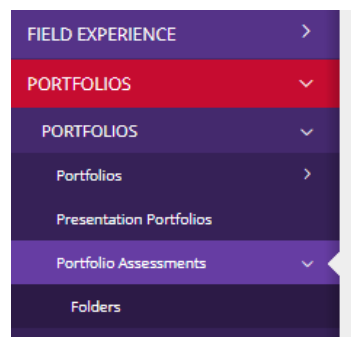 FIELD EXPERIENCE
PORTFOLIOS
PORTFOLIOS
Portfolios
Presentation Portfolios
Portfolio Assessments
Folders